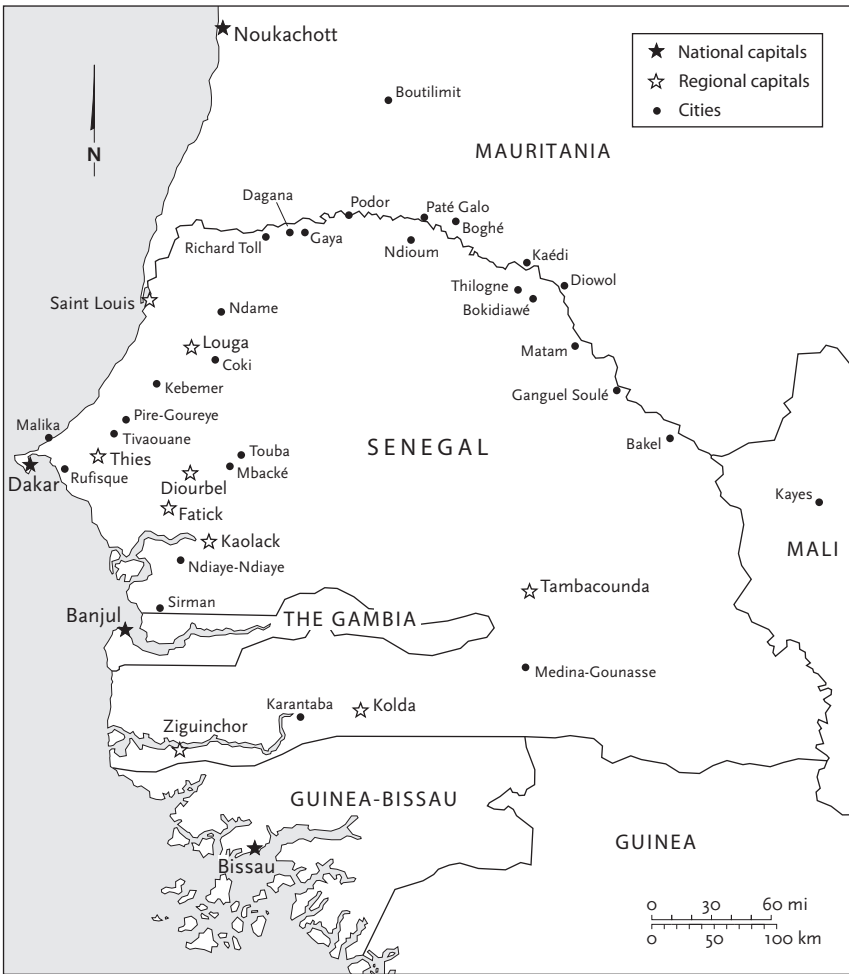 Noukachott
National capitals
Regional capitals
Cities
N
Boutilimit
MAURITANIA
Dagana
Podor
Paté Galo
Boghé
Richard Toll
Gaya
Ndioum
Kaédi
Saint Louis
Ndame
Thilogne
Diowol
Bokidiawé
Louga
Coki
Matam
Kebemer
Ganguel Soulé
Malika
Pire-Goureye
Tivaouane
SENEGAL
Bakel
Thies
Touba
Dakar
Rufisque
Mbacké
Diourbel
Kayes
Fatick
Kaolack
MALI
Ndiaye-Ndiaye
Tambacounda
Sirman
Banjul
THE GAMBIA
Medina-Gounasse
Karantaba
Kolda
Ziguinchor
GUINEA-BISSAU
GUINEA
Bissau
0 30 60 mi
0 50 100 km